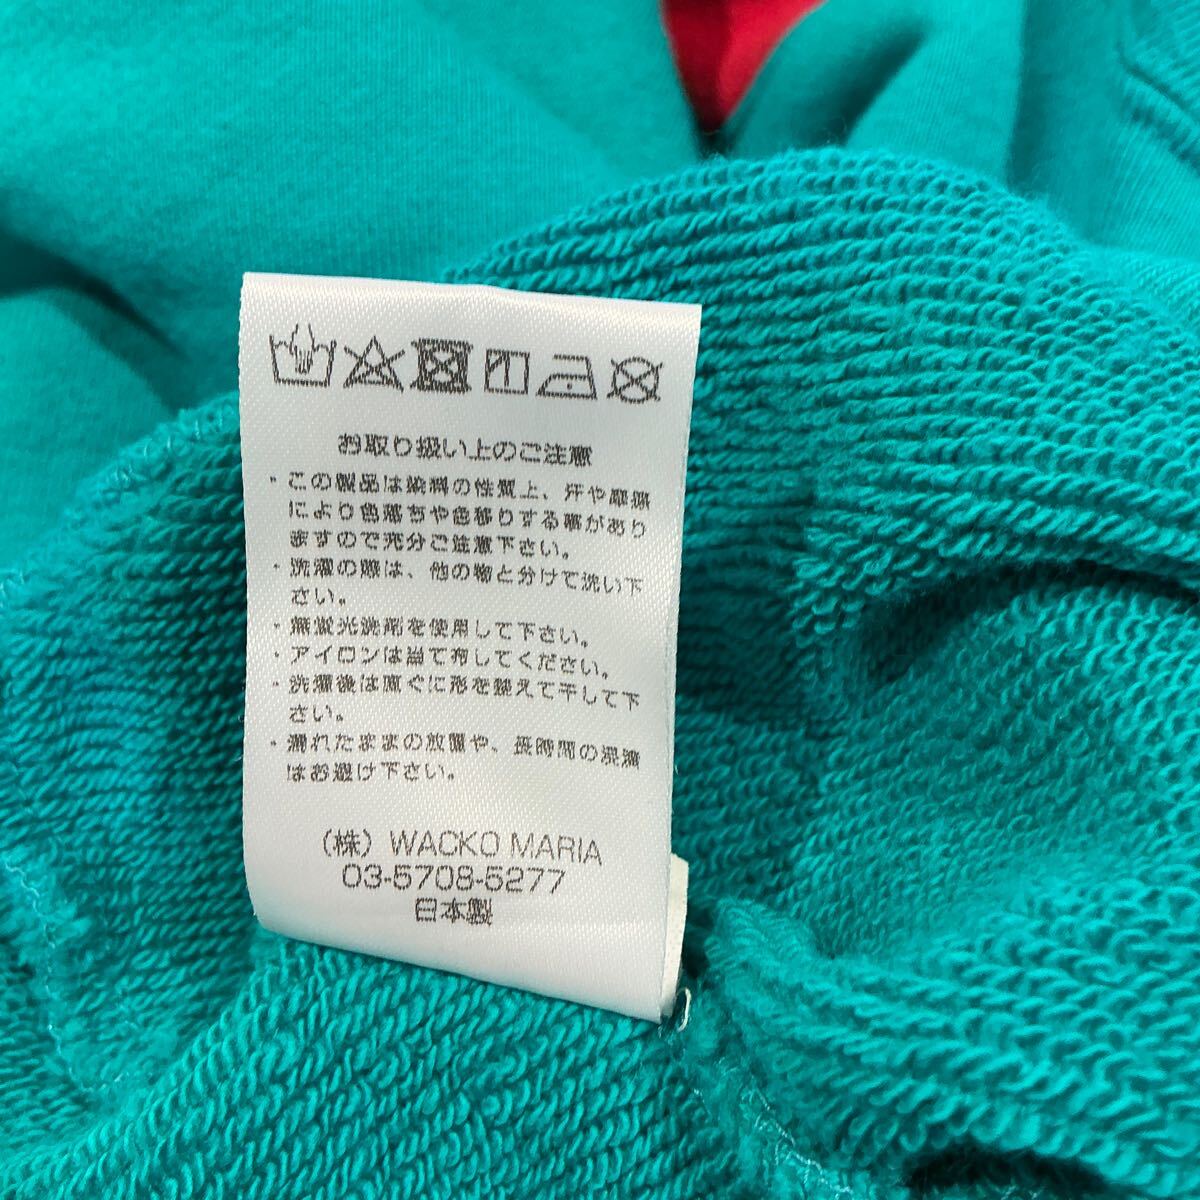 お取り扱い上のご注意
・この製品は染料の性質上、汗や摩擦
により色落ちや色移りする事があり
ますので充分ご注意下さい。
・洗濯の際は、他の物と分けて洗い下
さい。
・無蛍光洗剤を使用して下さい。
・アイロンは当て布してください。
・洗濯後は直ぐに形を整えて干して下
さい。
・濡れたままの放置や、長時間の浸漬
はお避け下さい。
（株）WACKO MARIA
03-5708-5277
日本製